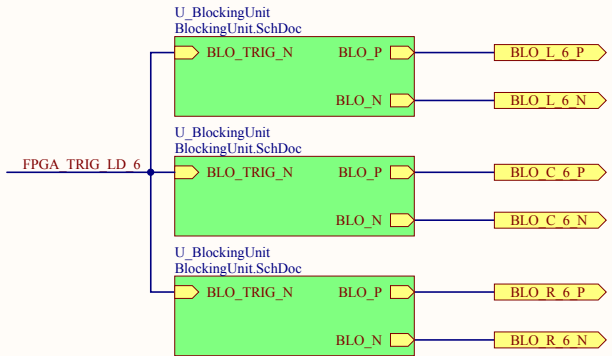 U_BlockingUnit
BlockingUnit.SchDoc
BLO_TRIG_N BLO_P BLO_L_6_P
BLO_N BLO_L_6_N
U_BlockingUnit
BlockingUnit.SchDoc
FPGA_TRIG_LD_6 BLO_TRIG_N BLO_P BLO_C_6_P
BLO_N BLO_C_6_N
U_BlockingUnit
BlockingUnit.SchDoc
BLO_TRIG_N BLO_P BLO_R_6_P
BLO_N BLO_R_6_N